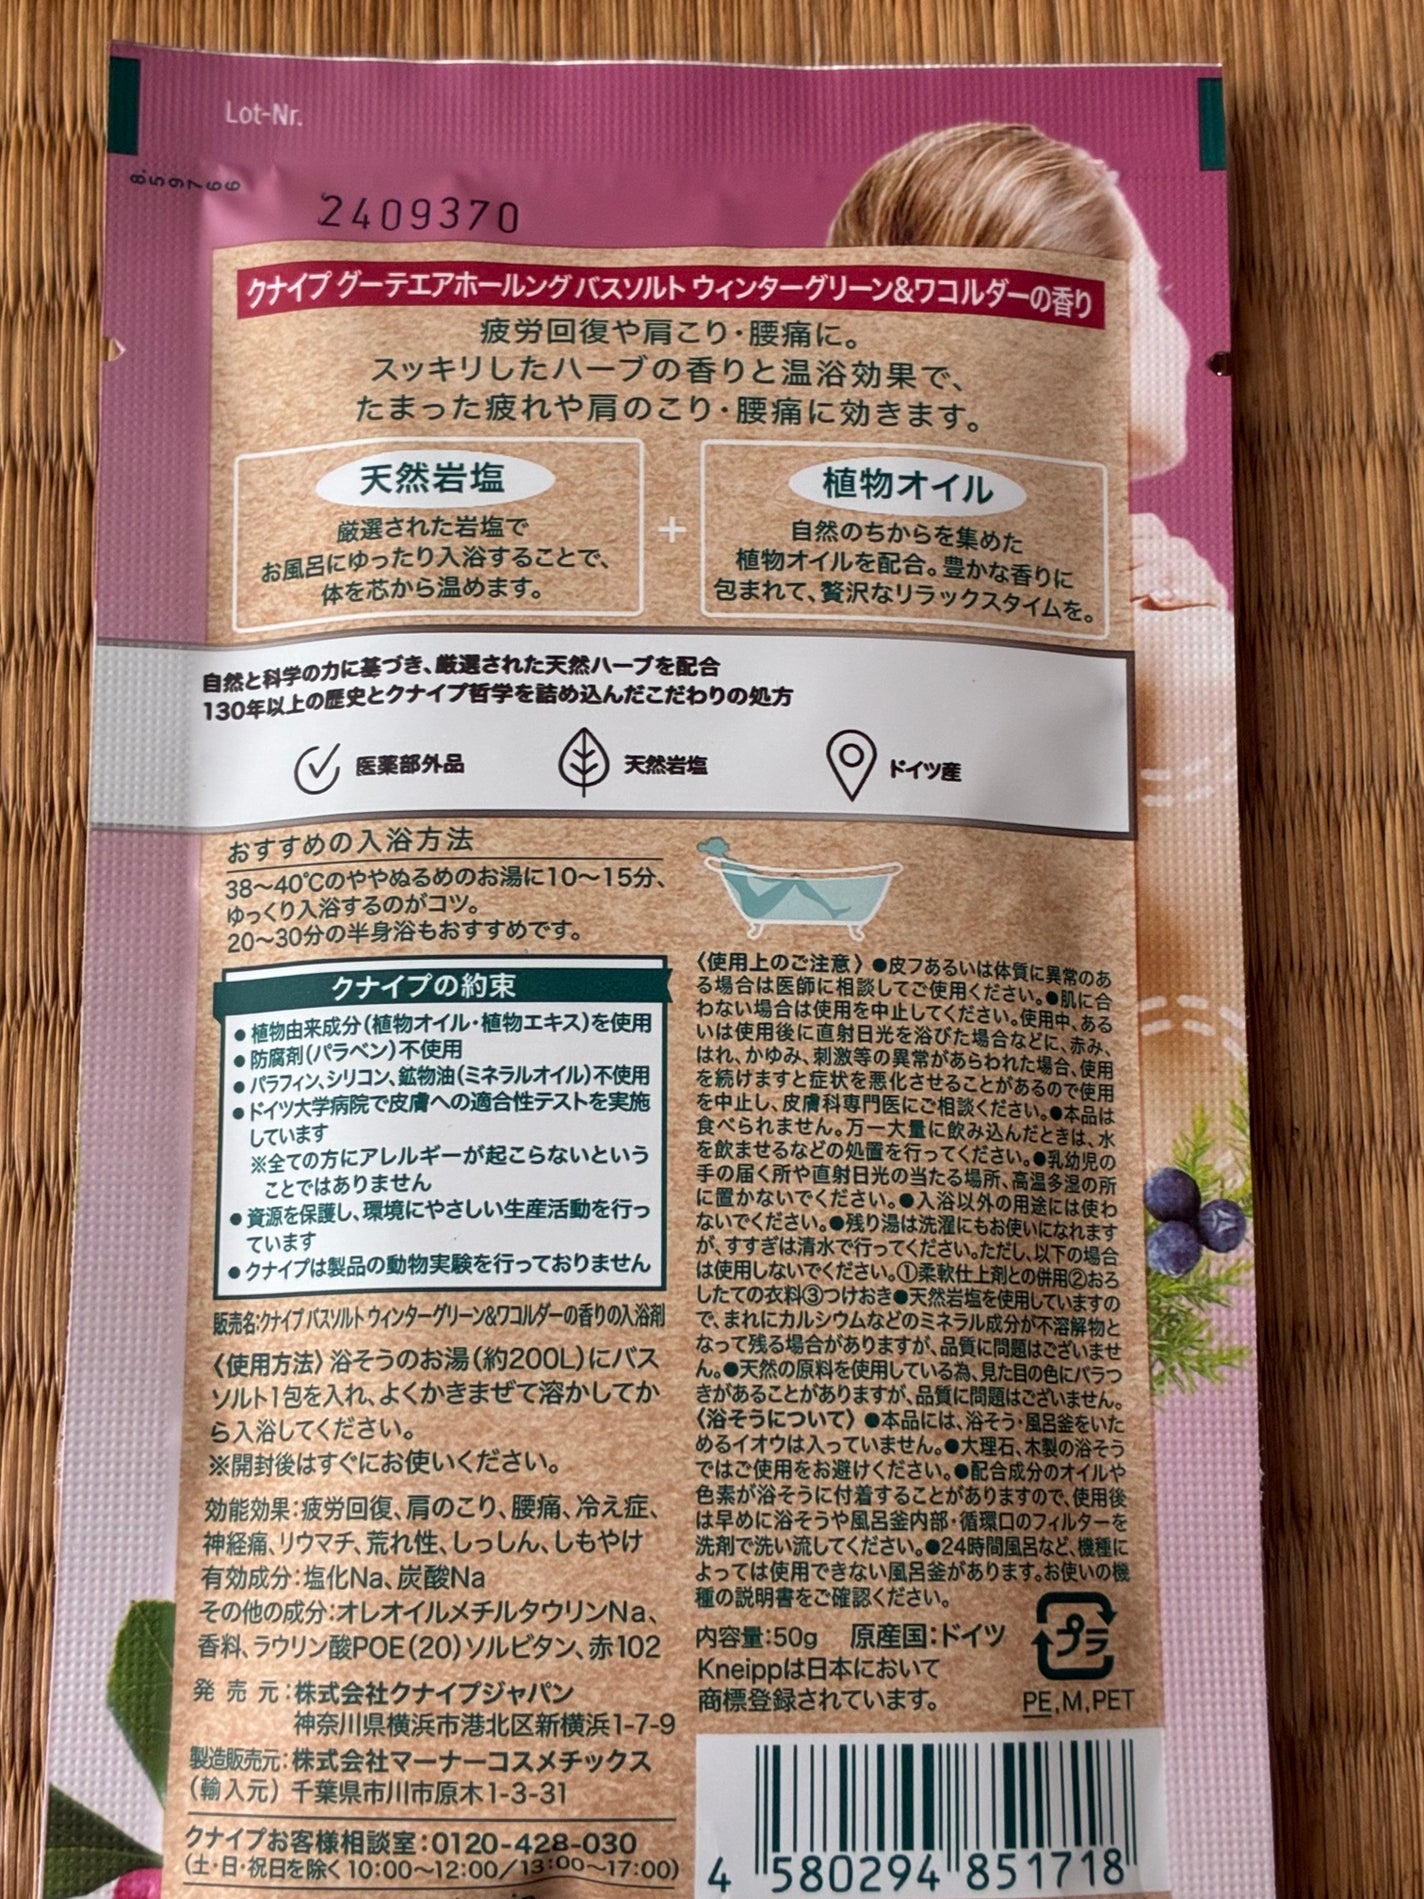 Lot-Nr.
859766
2409370
クナイプ グーテエアホールング バスソルト ウィンターグリーン&ワコルダーの香り
疲労回復や肩こり・腰痛に。
スッキリしたハーブの香りと温浴効果で、
たまった疲れや肩のこり・腰痛に効きます。
天然岩塩
厳選された岩塩で
お風呂にゆったり入浴することで、
体を芯から温めます。
+
植物オイル
自然のちからを集めた
植物オイルを配合。豊かな香りに
包まれて、贅沢なリラックスタイムを。
自然と科学の力に基づき、厳選された天然ハーブを配合
130年以上の歴史とクナイプ哲学を詰め込んだこだわりの処方
医薬部外品
天然岩塩
ドイツ産
おすすめの入浴方法
38〜40℃のややぬるめのお湯に10〜15分、
ゆっくり入浴するのがコツ。
20〜30分の半身浴もおすすめです。
クナイプの約束
●植物由来成分(植物オイル・植物エキス)を使用
●防腐剤(パラベン)不使用
●パラフィン、シリコン、鉱物油(ミネラルオイル)不使用
●ドイツ大学病院で皮膚への適合性テストを実施
しています
※全ての方にアレルギーが起こらないという
ことではありません
●資源を保護し、環境にやさしい生産活動を行っ
ています
●クナイプは製品の動物実験を行っておりません
販売名:クナイプ バスソルト ウィンターグリーン&ワコルダーの香りの入浴剤
〈使用方法〉浴そうのお湯(約200L)にバス
ソルト1包を入れ、よくかきまぜて溶かしてか
ら入浴してください。
※開封後はすぐにお使いください。
効能効果:疲労回復、肩のこり、腰痛、冷え症、
神経痛、リウマチ、荒れ性、しっしん、しもやけ
有効成分:塩化Na、炭酸Na
その他の成分:オレオイルメチルタウリンNa、
香料、ラウリン酸POE(20)ソルビタン、赤102
発売元:株式会社クナイプジャパン
神奈川県横浜市港北区新横浜1-7-9
製造販売元:株式会社マーナーコスメチックス
(輸入元)千葉県市川市原木1-3-31
クナイプお客様相談室:0120-428-030
(土・日・祝日を除く10:00〜12:00/13:00〜17:00)
〈使用上のご注意〉●皮フあるいは体質に異常のあ
る場合は医師に相談してご使用ください。●肌に合
わない場合は使用を中止してください。使用中、ある
いは使用後に直射日光を浴びた場合などに、赤み、
はれ、かゆみ、刺激等の異常があらわれた場合、使用
を続けますと症状を悪化させることがあるので使用
を中止し、皮膚科専門医にご相談ください。●本品は
食べられません。万一大量に飲み込んだときは、水
を飲ませるなどの処置を行ってください。●乳幼児の
手の届く所や直射日光の当たる場所、高温多湿の所
に置かないでください。●入浴以外の用途には使わ
ないでください。●残り湯は洗濯にもお使いになれます
が、すすぎは清水で行ってください。ただし、以下の場合
は使用しないでください。①柔軟仕上剤との併用②おろ
したての衣料③つけおき●天然岩塩を使用していますの
で、まれにカルシウムなどのミネラル成分が不溶解物と
なって残る場合がありますが、品質に問題はございませ
ん。●天然の原料を使用している為、見た目の色にバラつ
きがあることがありますが、品質に問題はございません。
〈浴そうについて〉●本品には、浴そう・風呂釜をいた
めるイオウは入っていません。●大理石、木製の浴そう
ではご使用をお避けください。●配合成分のオイルや
色素が浴そうに付着することがありますので、使用後
は早めに浴そうや風呂釜内部・循環口のフィルターを
洗剤で洗い流してください。●24時間風呂など、機種に
よっては使用できない風呂釜があります。お使いの機
種の説明書をご確認ください。
内容量:50g 原産国:ドイツ
Kneippは日本において
商標登録されています。
プラ
PE,M,PET
4 580294 851718